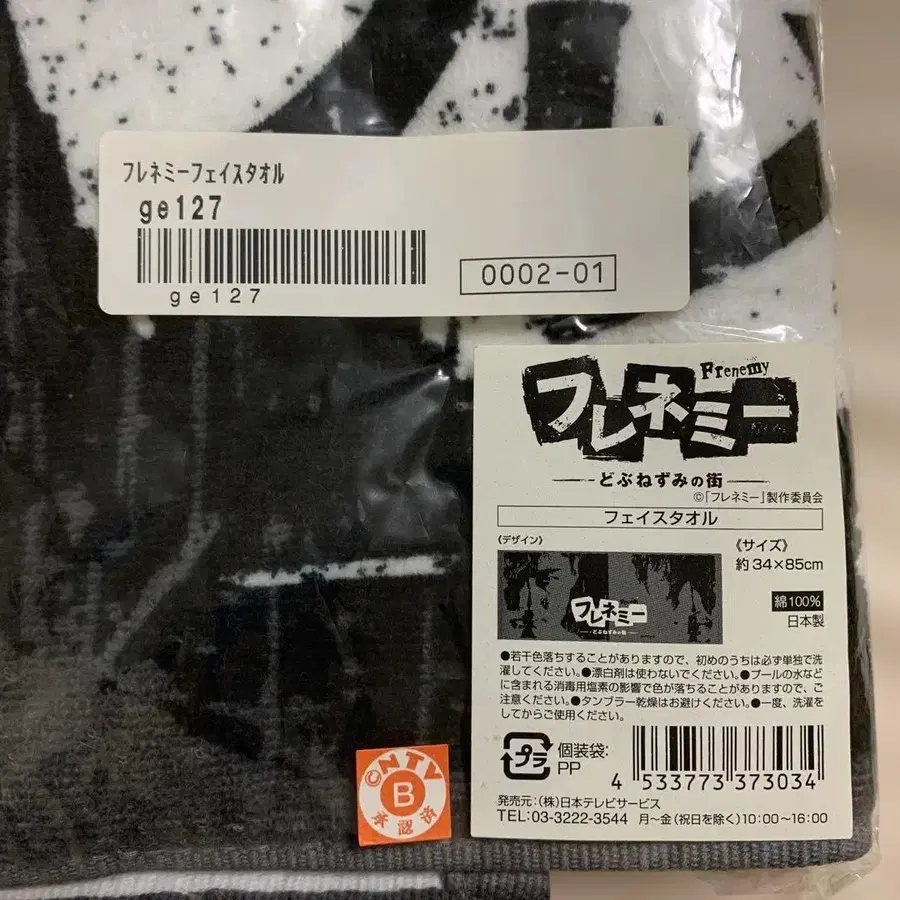 フレネミーフェイスタオル
ge127
ge127
0002-01
Frenemy
フレネミー
どぶねずみの街
©「フレネミー」製作委員会
フェイスタオル
《デザイン》
フレネミー
どぶねずみの街
《サイズ》
約34×85cm
綿100%
日本製
●若干色落ちすることがありますので、初めのうちは必ず単独で洗
濯してください。●漂白剤は使わないでください。●プールの水など
に含まれる消毒用塩素の影響で色が落ちることがありますので、ご
注意ください。●タンブラー乾燥はお避けください。●一度、洗濯を
してからご使用ください。
プラ
個装袋:
PP
4 533773 373034
発売元:(株)日本テレビサービス
TEL:03-3222-3544 月~金(祝日を除く)10:00~16:00
©NTV
B
承認済